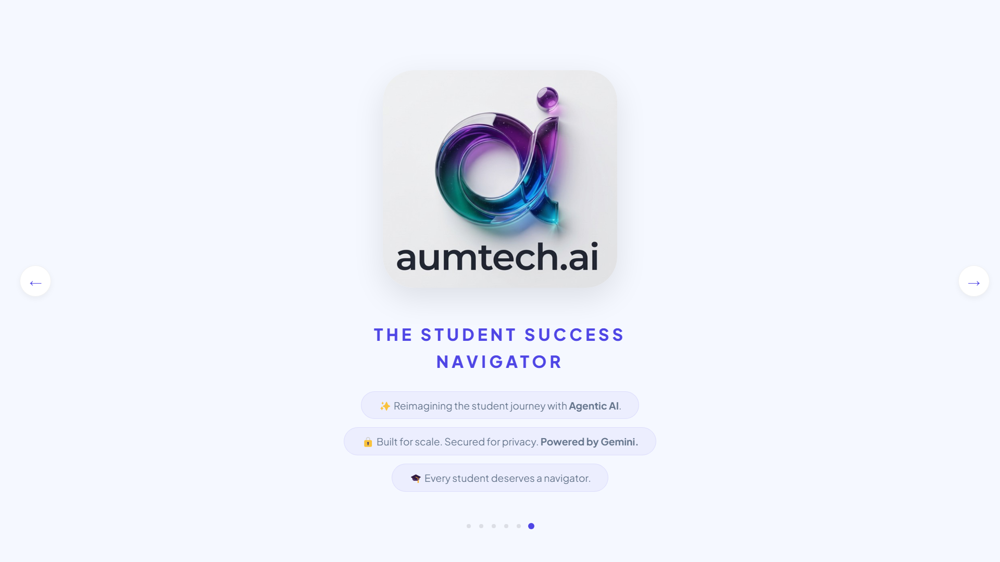 ai
aumtech.ai
←
→
THE STUDENT SUCCESS
NAVIGATOR
✨ Reimagining the student journey with Agentic AI.
🔒 Built for scale. Secured for privacy. Powered by Gemini.
🎓 Every student deserves a navigator.